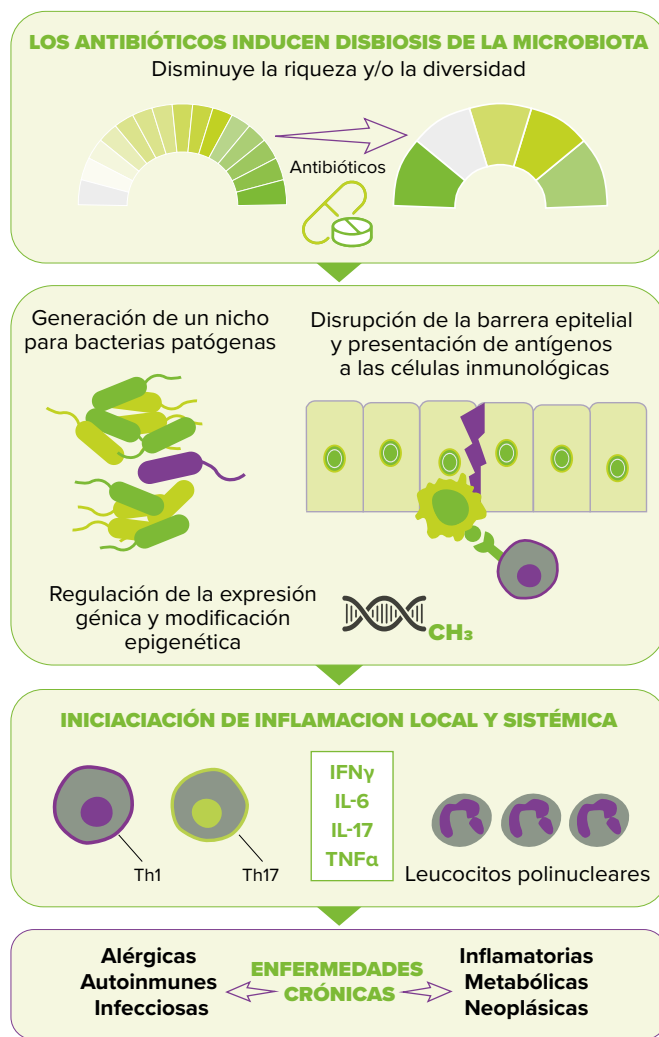 LOS ANTIBIÓTICOS INDUCEN DISBIOSIS DE LA MICROBIOTA
Disminuye la riqueza y/o la diversidad
Antibióticos
Generación de un nicho
para bacterias patógenas
Disrupción de la barrera epitelial
y presentación de antígenos
a las células inmunológicas
Regulación de la expresión
génica y modificación
epigenética
CH₃
INICIACIÓN DE INFLAMACION LOCAL Y SISTÉMICA
Th1
Th17
IFNγ
IL-6
IL-17
TNFα
Leucocitos polinucleares
Alérgicas
Autoinmunes
Infecciosas
ENFERMEDADES
CRÓNICAS
Inflamatorias
Metabólicas
Neoplásicas